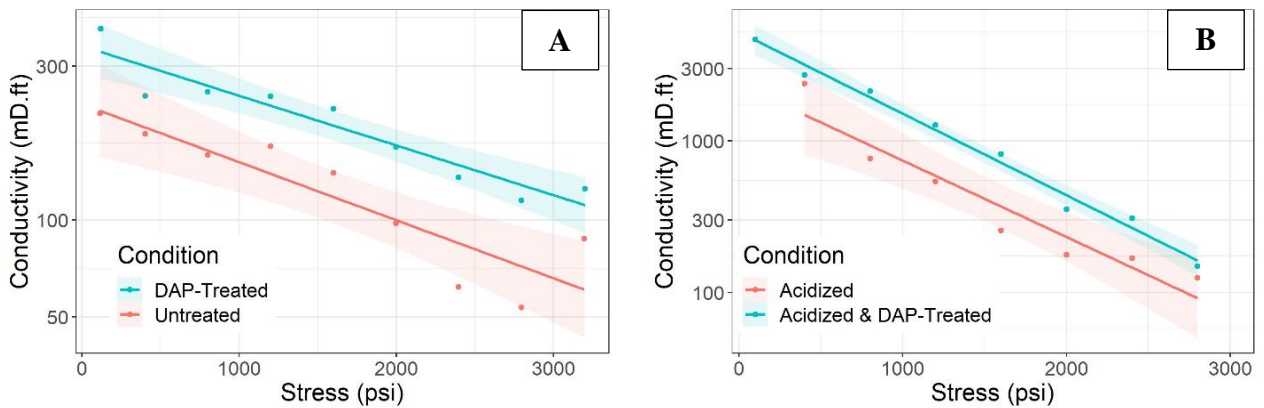 A
Conductivity (mD.ft)
300
100
50
Condition
DAP-Treated
Untreated
0
1000
2000
3000
Stress (psi)
B
Conductivity (mD.ft)
3000
1000
300
100
Condition
Acidized
Acidized & DAP-Treated
0
1000
2000
3000
Stress (psi)